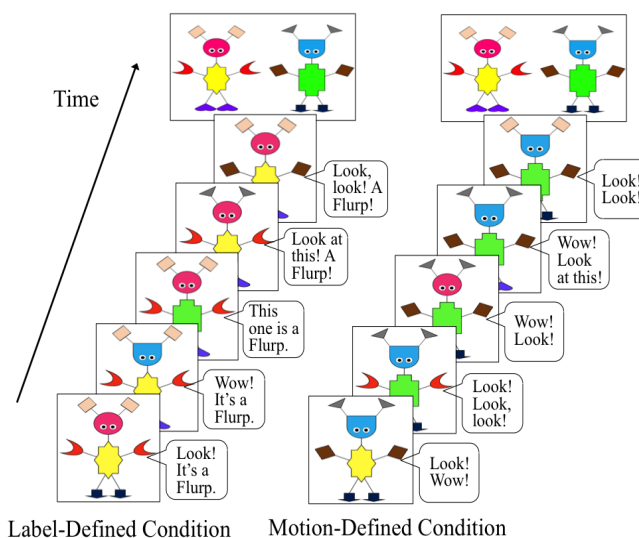 Time
Look,
look! A
Flurp!
Look at
this! A
Flurp!
This
one is a
Flurp.
Wow!
It's a
Flurp.
Look!
It's a
Flurp.
Label-Defined Condition
Look!
Look!
Wow!
Look
at this!
Wow!
Look!
Look!
Look,
look!
Look!
Wow!
Motion-Defined Condition